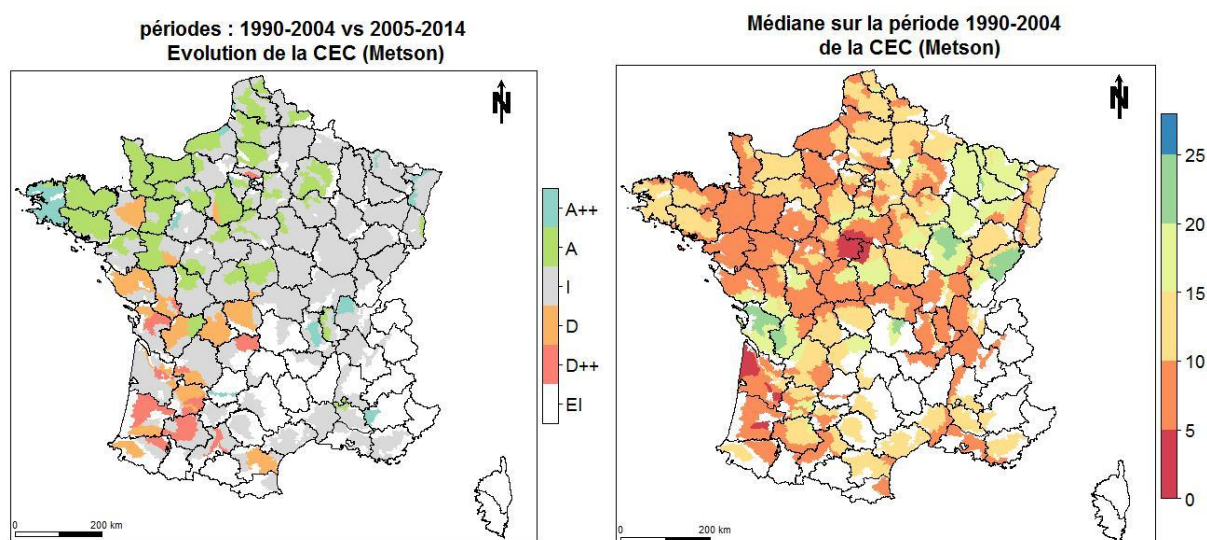 périodes : 1990-2004 vs 2005-2014
Evolution de la CEC (Metson)
N
A++
A
I
D
D++
EI
0 200 km
Médiane sur la période 1990-2004
de la CEC (Metson)
N
25
20
15
10
5
0
0 200 km